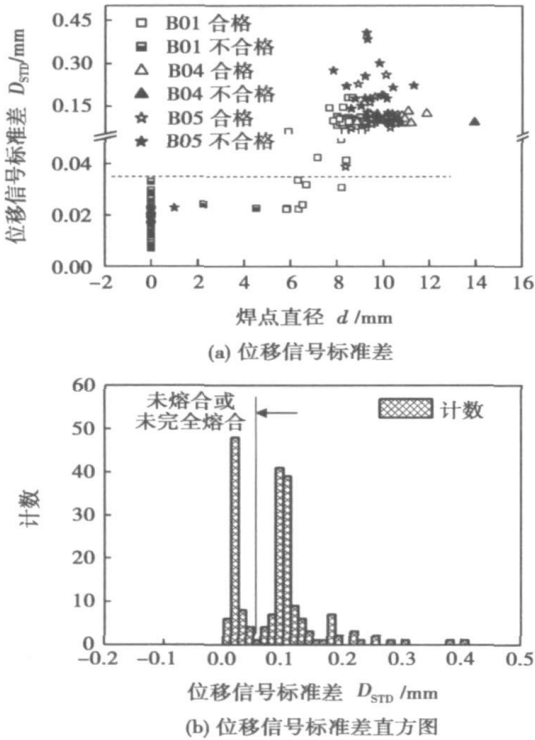 位移信号标准差 DSTD/mm
0.45
0.30
0.15
0.04
0.02
0.00
B01 合格
B01 不合格
B04 合格
B04 不合格
B05 合格
B05 不合格
-2 0 2 4 6 8 10 12 14 16
焊点直径 d /mm
(a) 位移信号标准差
计数
60
50
40
30
20
10
0
未熔合或
未完全熔合
计数
-0.2 -0.1 0.0 0.1 0.2 0.3 0.4 0.5
位移信号标准差 DSTD /mm
(b) 位移信号标准差直方图